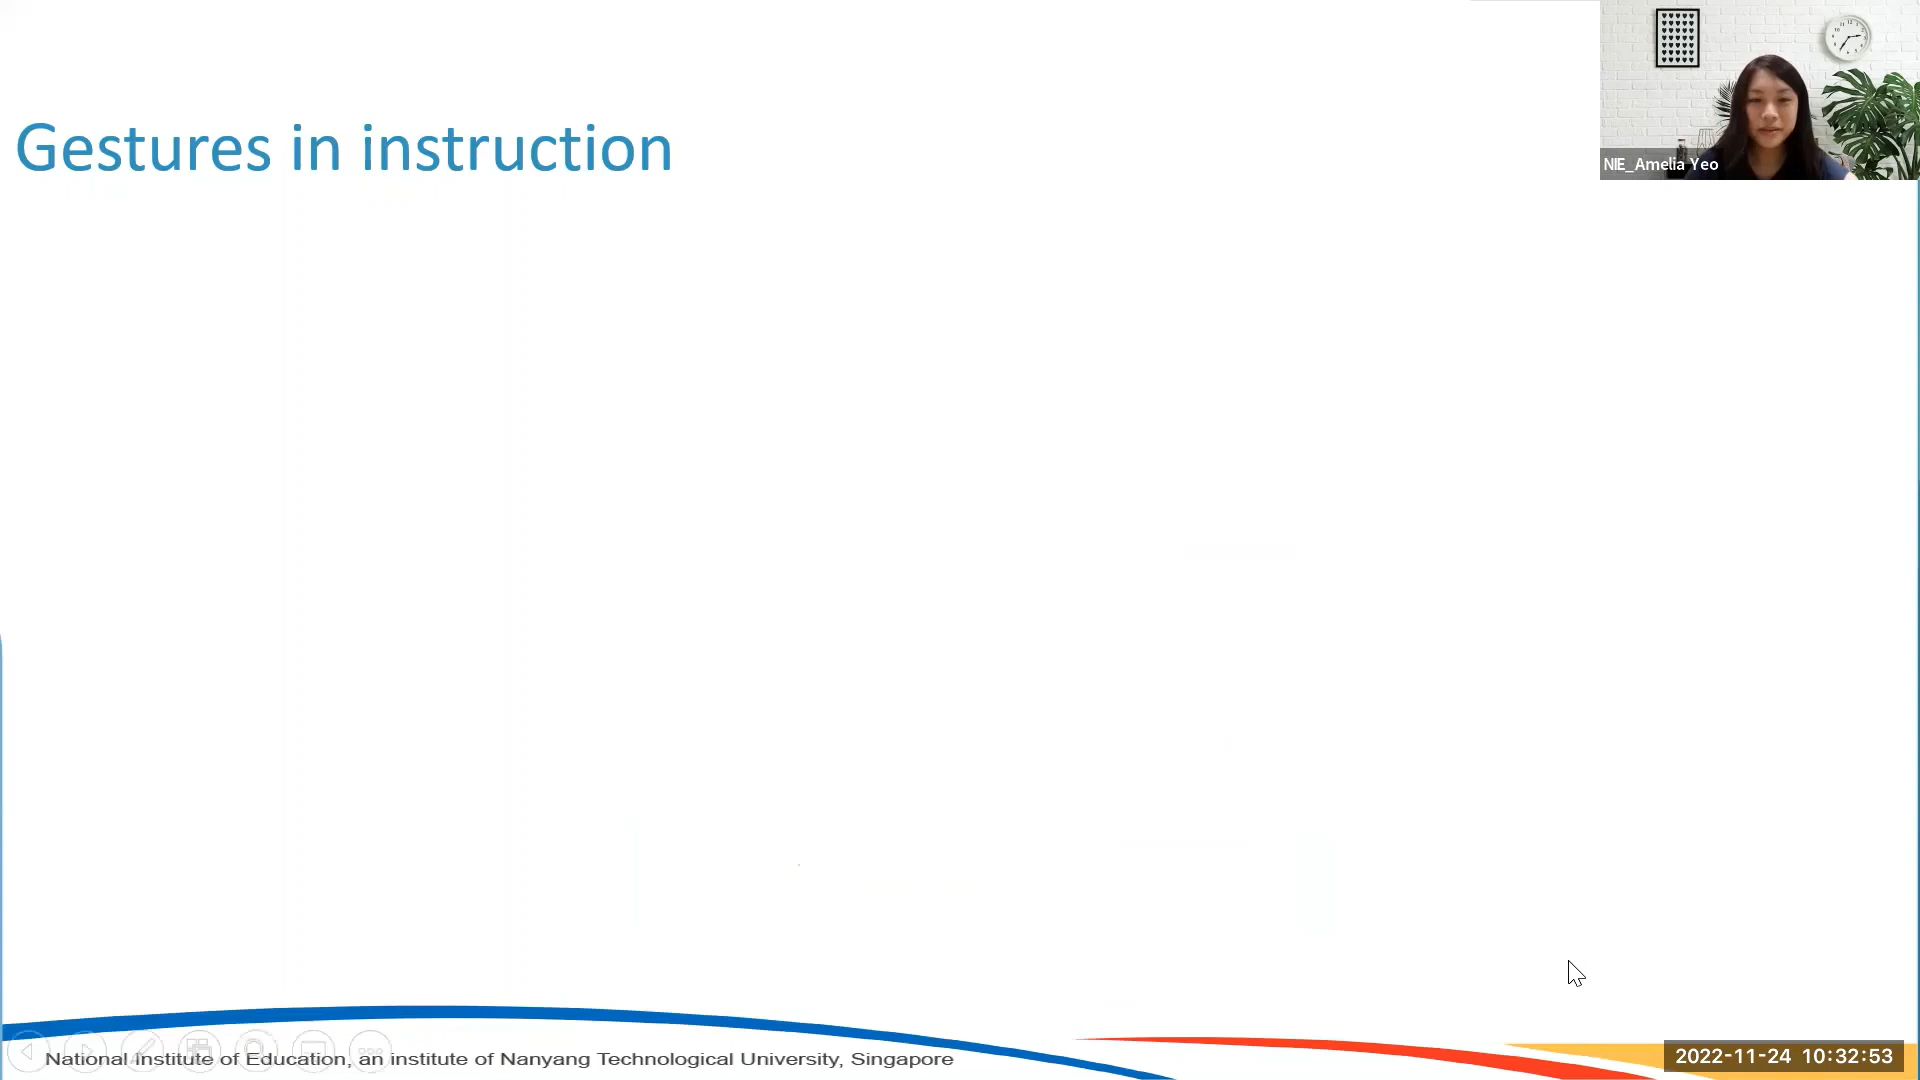 Gestures in instruction
NIE_Amelia Yeo
National Institute of Education, an institute of Nanyang Technological University, Singapore
2022-11-24 10:32:53